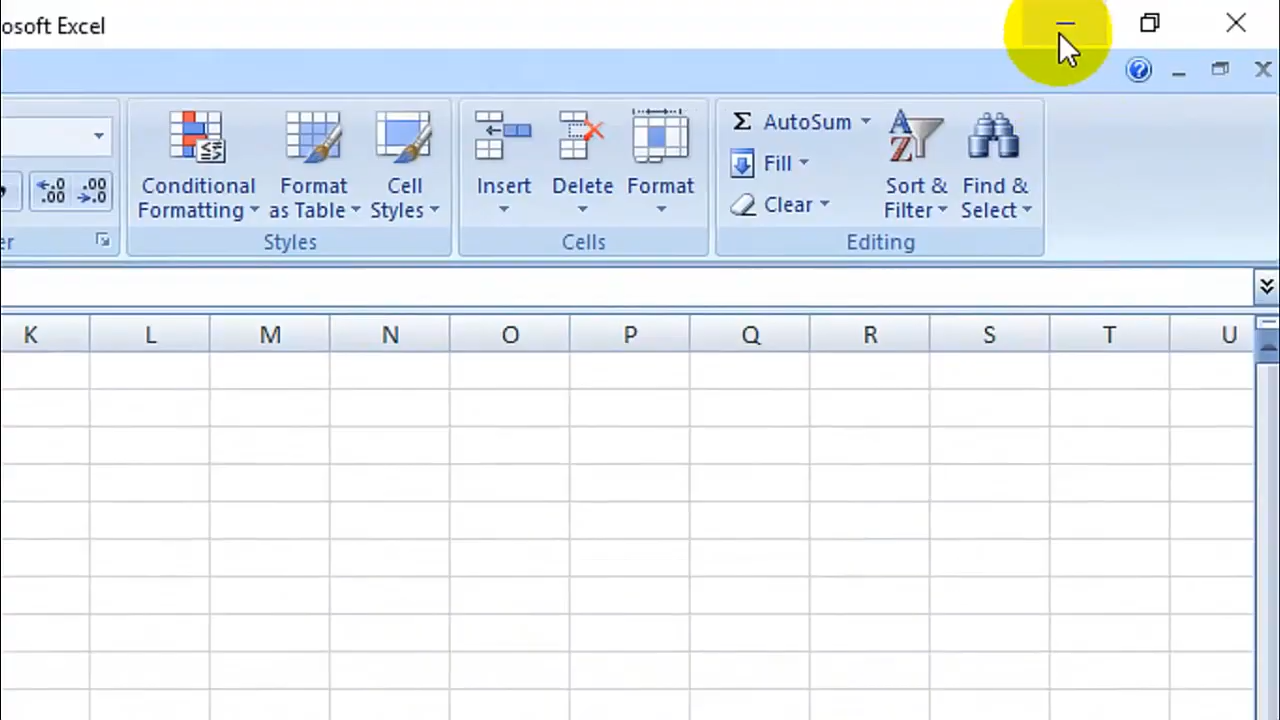 osoft Excel
Conditional Formatting
Format as Table
Cell Styles
Insert
Delete
Format
Σ AutoSum
Fill
Clear
Sort & Filter
Find & Select
er
Styles
Cells
Editing
K L M N O P Q R S T U